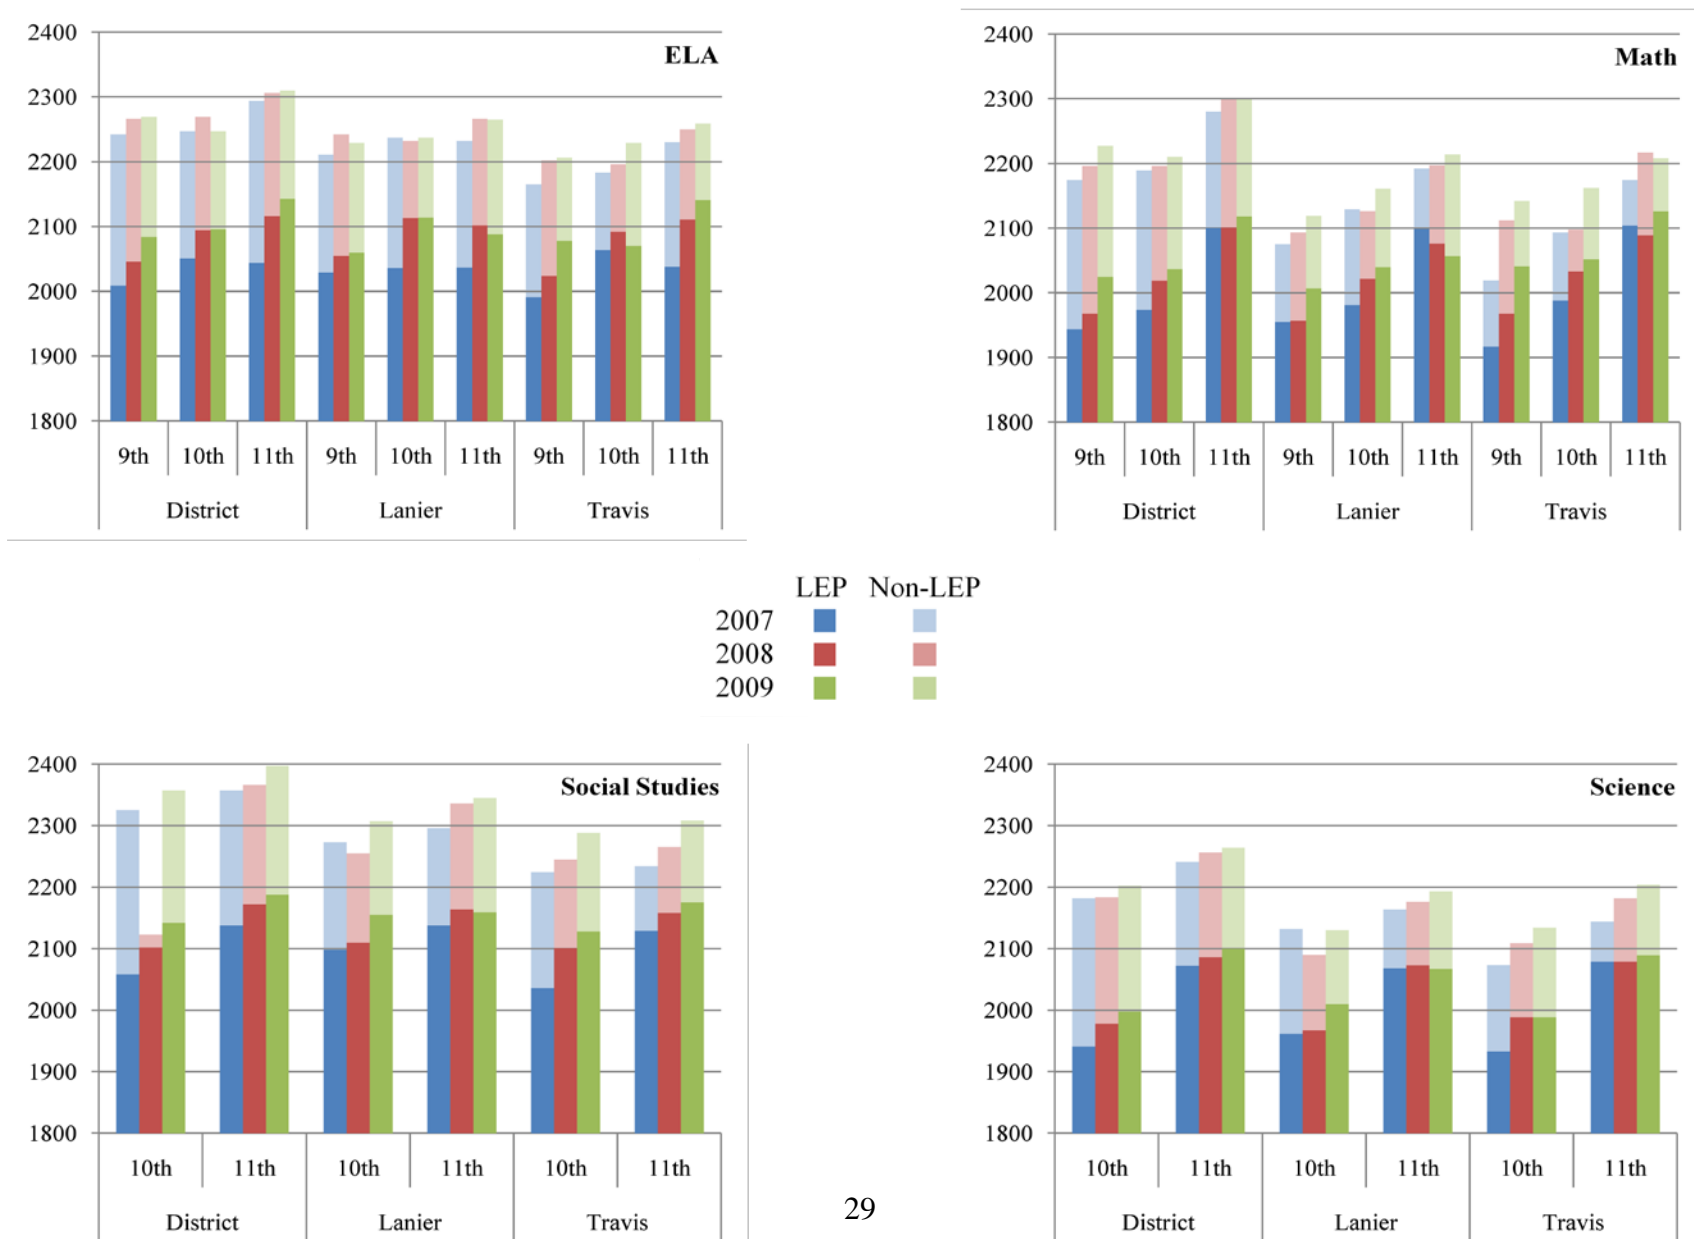 ELA
2400
2300
2200
2100
2000
1900
1800
9th 10th 11th 9th 10th 11th 9th 10th 11th
District Lanier Travis
Math
2400
2300
2200
2100
2000
1900
1800
9th 10th 11th 9th 10th 11th 9th 10th 11th
District Lanier Travis
LEP Non-LEP
2007
2008
2009
Social Studies
2400
2300
2200
2100
2000
1900
1800
10th 11th 10th 11th 10th 11th
District Lanier Travis
Science
2400
2300
2200
2100
2000
1900
1800
10th 11th 10th 11th 10th 11th
District Lanier Travis
29